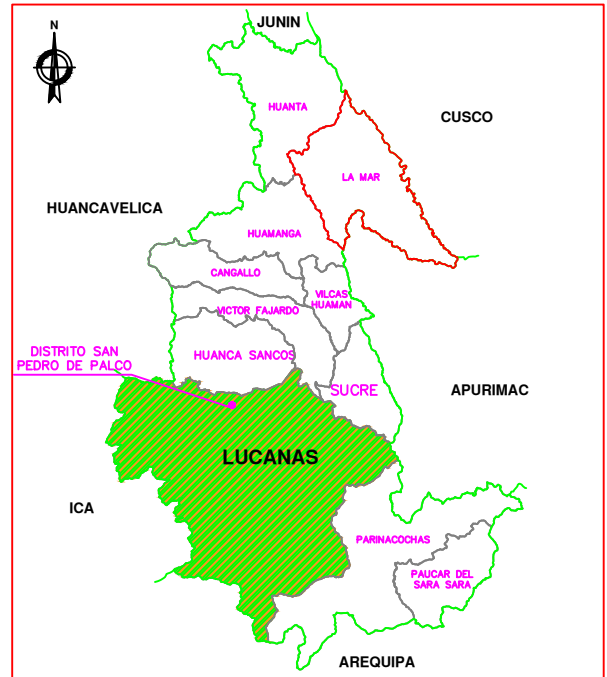 JUNIN
N
HUANTA
CUSCO
LA MAR
HUANCAVELICA
HUAMANGA
CANGALLO
VILCAS
HUAMAN
VICTOR FAJARDO
DISTRITO SAN
PEDRO DE PALCO
HUANCA SANCOS
SUCRE
APURIMAC
LUCANAS
ICA
PARINACOCHAS
PAUCAR DEL
SARA SARA
AREQUIPA